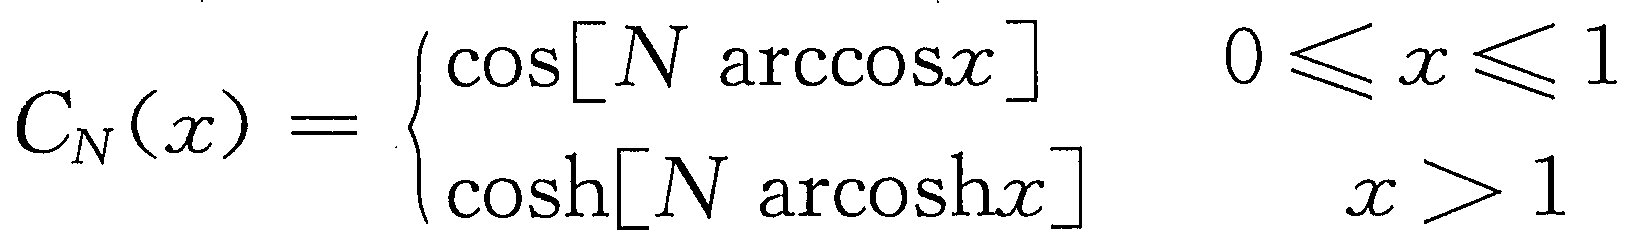 C_N(x) = { cos[N arccosx] 0 ⩽ x ⩽ 1
cosh[N arcoshx] x > 1